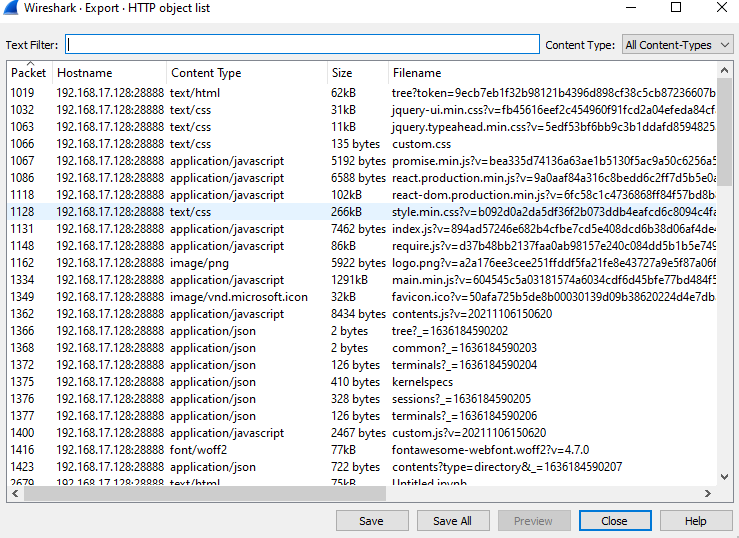 Wireshark · Export · HTTP object list
Text Filter: Content Type: All Content-Types
Packet Hostname Content Type Size Filename
1019 192.168.17.128:28888 text/html 62kB tree?token=9ecb7eb1f32b98121b4396d898cf38c5cb87236607b
1032 192.168.17.128:28888 text/css 31kB jquery-ui.min.css?v=fb45616eef2c454960f91fcd2a04efeda84cf
1063 192.168.17.128:28888 text/css 11kB jquery.typeahead.min.css?v=5edf53bf6bb9c3b1ddafd8594825
1066 192.168.17.128:28888 text/css 135 bytes custom.css
1067 192.168.17.128:28888 application/javascript 5192 bytes promise.min.js?v=bea335d74136a63ae1b5130f5ac9a50c6256a5
1086 192.168.17.128:28888 application/javascript 6588 bytes react.production.min.js?v=9a0aaf84a316c8bedd6c2ff7d5b5e0a
1118 192.168.17.128:28888 application/javascript 102kB react-dom.production.min.js?v=6fc58c1c4736868ff84f57bd8b
1128 192.168.17.128:28888 text/css 266kB style.min.css?v=b092d0a2da5df36f2b073ddb4eafcd6c8094c4fa
1131 192.168.17.128:28888 application/javascript 7462 bytes index.js?v=894ad57246e682b4cfbe7cd5e408dcd6b38d06af4de4
1148 192.168.17.128:28888 application/javascript 86kB require.js?v=d37b48bb2137faa0ab98157e240c084dd5b1b5e749
1162 192.168.17.128:28888 image/png 5922 bytes logo.png?v=a2a176ee3cee251ffddf5fa21fe8e43727a9e5f87a06f
1334 192.168.17.128:28888 application/javascript 1291kB main.min.js?v=604545c5a03181574a6034cdf6d45bfe77bd484f5
1349 192.168.17.128:28888 image/vnd.microsoft.icon 32kB favicon.ico?v=50afa725b5de8b00030139d09b38620224d4e7db
1362 192.168.17.128:28888 application/javascript 8434 bytes contents.js?v=20211106150620
1366 192.168.17.128:28888 application/json 2 bytes tree?_=1636184590202
1368 192.168.17.128:28888 application/json 2 bytes common?_=1636184590203
1372 192.168.17.128:28888 application/json 126 bytes terminals?_=1636184590204
1375 192.168.17.128:28888 application/json 410 bytes kernelspecs
1376 192.168.17.128:28888 application/json 328 bytes sessions?_=1636184590205
1377 192.168.17.128:28888 application/json 126 bytes terminals?_=1636184590206
1400 192.168.17.128:28888 application/javascript 2467 bytes custom.js?v=20211106150620
1416 192.168.17.128:28888 font/woff2 77kB fontawesome-webfont.woff2?v=4.7.0
1423 192.168.17.128:28888 application/json 722 bytes contents?type=directory&_=1636184590207
2679 192.168.17.128:28888 text/html 75kB Untitled.ipynb
Save Save All Preview Close Help